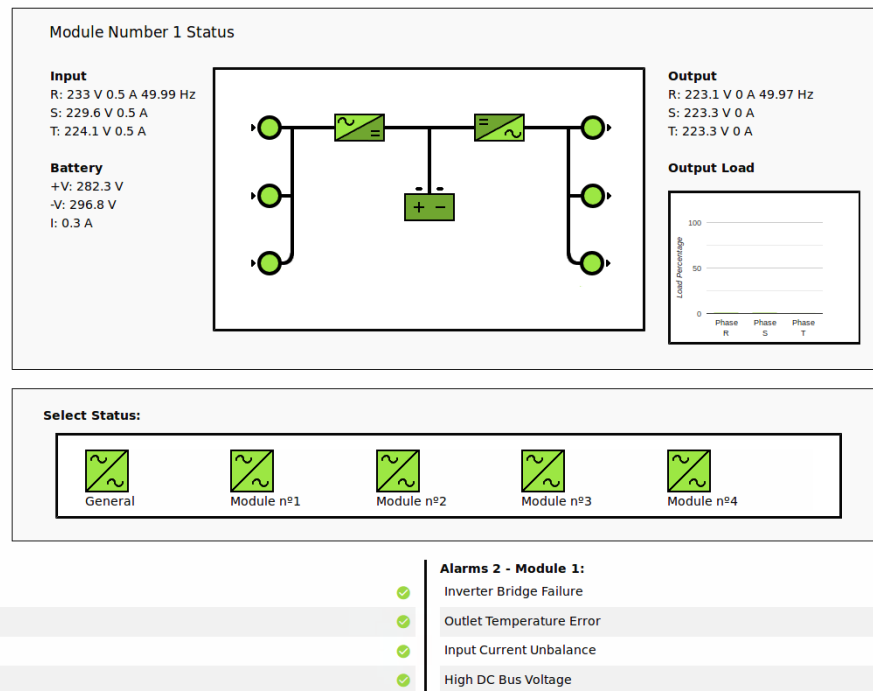 Module Number 1 Status
Input
R: 233 V 0.5 A 49.99 Hz
S: 229.6 V 0.5 A
T: 224.1 V 0.5 A
Battery
+V: 282.3 V
-V: 296.8 V
I: 0.3 A
+ −
Output
R: 223.1 V 0 A 49.97 Hz
S: 223.3 V 0 A
T: 223.3 V 0 A
Output Load
Load Percentage
100
50
0
Phase R
Phase S
Phase T
Select Status:
General
Module nº1
Module nº2
Module nº3
Module nº4
Alarms 2 - Module 1:
Inverter Bridge Failure
Outlet Temperature Error
Input Current Unbalance
High DC Bus Voltage